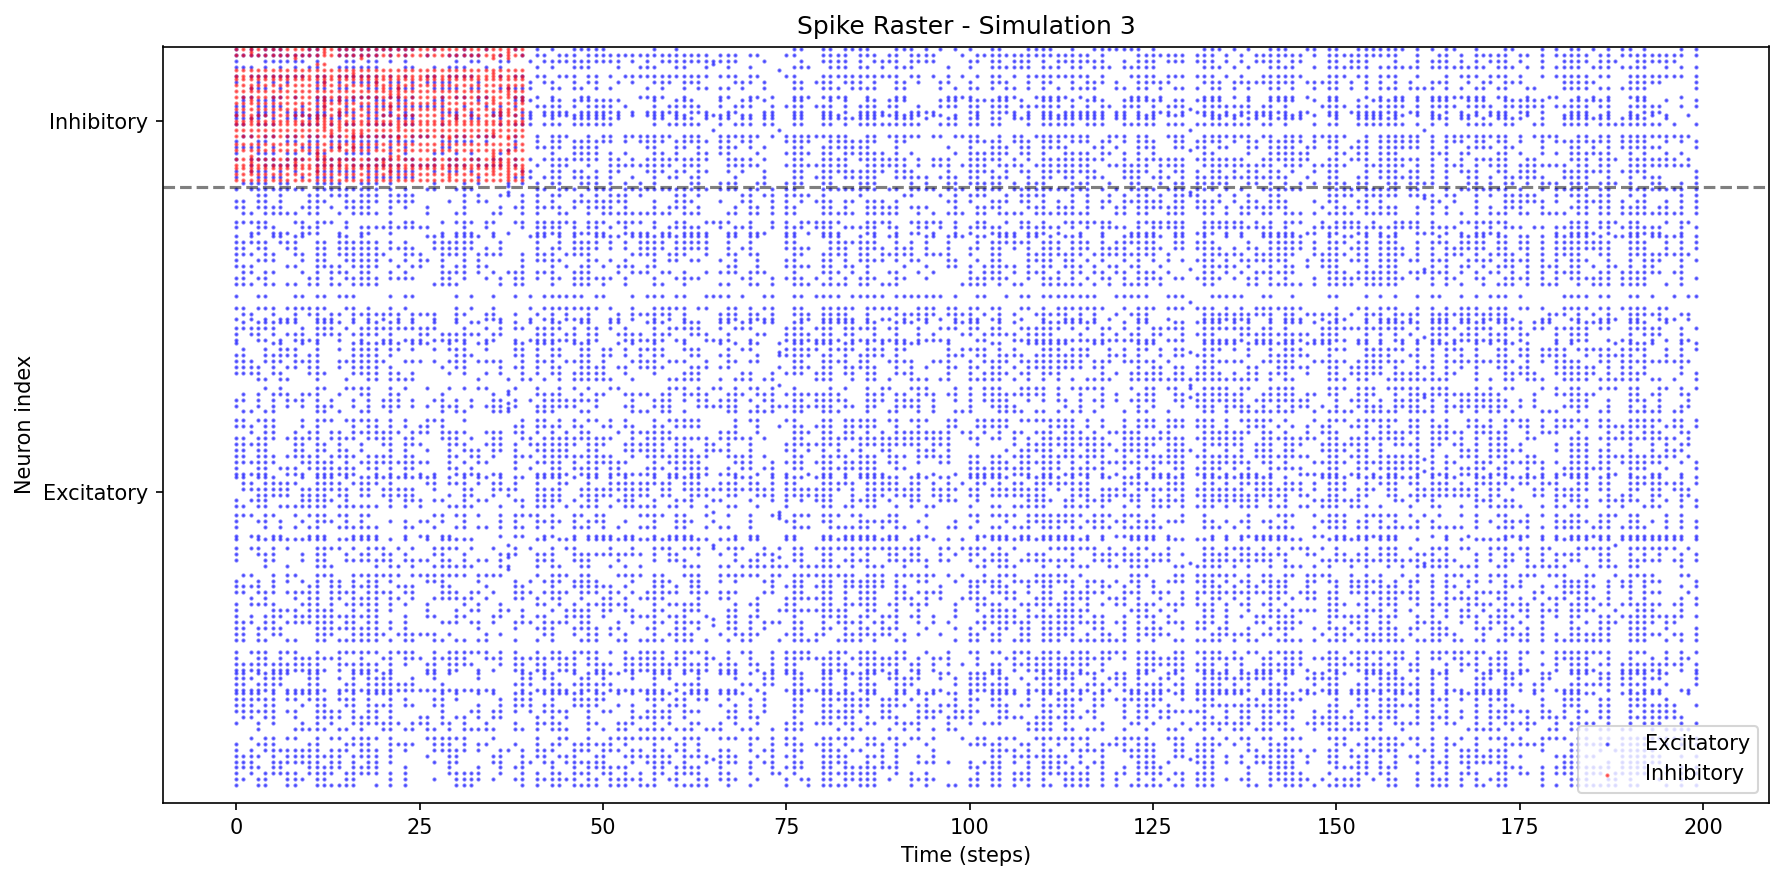 Spike Raster - Simulation 3
Inhibitory
Excitatory
Neuron index
Excitatory
Inhibitory
0 25 50 75 100 125 150 175 200
Time (steps)